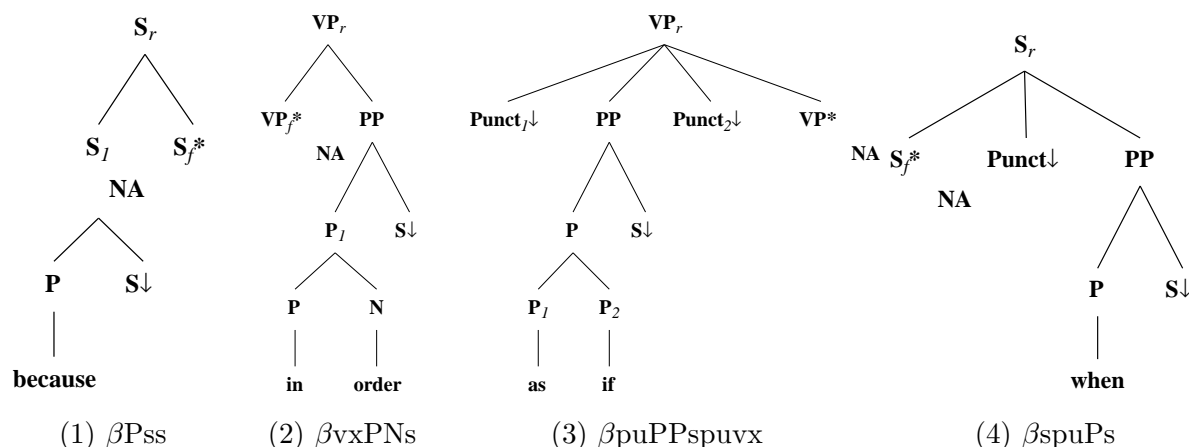 S_r
S_1 S_f*
NA
P S↓
because
(1) βPss
VP_r
VP_f* PP
NA
P_1 S↓
P N
in order
(2) βvxPNs
VP_r
Punct_1↓ PP Punct_2↓ VP*
NA
P S↓
P_1 P_2
as if
(3) βpuPPspuvx
S_r
S_f* Punct↓ PP
NA
P S↓
when
(4) βspuPs